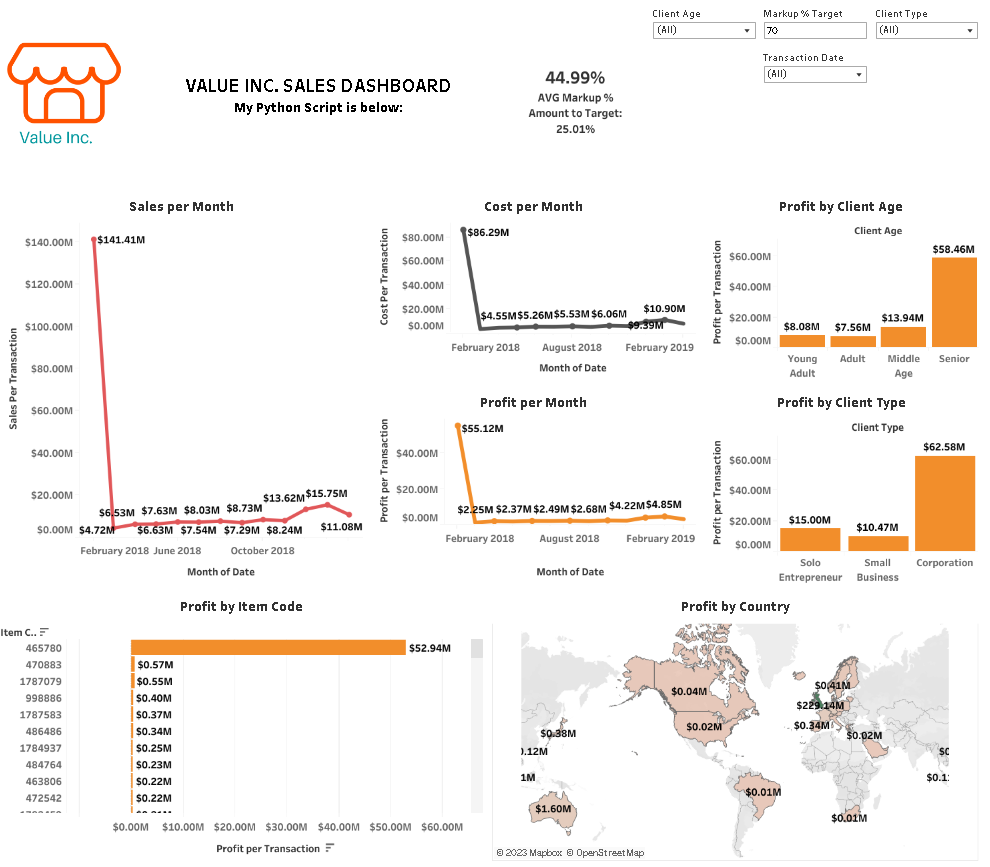 Client Age
Markup % Target
Client Type
(All)
70
(All)
Transaction Date
(All)
Value Inc.
VALUE INC. SALES DASHBOARD
My Python Script is below:
44.99%
AVG Markup %
Amount to Target:
25.01%
Sales per Month
$140.00M
$120.00M
$100.00M
$80.00M
$60.00M
$40.00M
$20.00M
$0.00M
Sales Per Transaction
$141.41M
$4.72M
$6.53M
$6.63M
$7.63M
$7.54M
$8.03M
$7.29M
$8.73M
$8.24M
$13.62M
$15.75M
$11.08M
February 2018
June 2018
October 2018
Month of Date
Cost per Month
Cost Per Transaction
$80.00M
$60.00M
$40.00M
$20.00M
$0.00M
$86.29M
$4.55M
$5.26M
$5.53M
$6.06M
$9.39M
$10.90M
February 2018
August 2018
February 2019
Month of Date
Profit per Month
Profit per Transaction
$40.00M
$20.00M
$0.00M
$55.12M
$2.25M
$2.37M
$2.49M
$2.68M
$4.22M
$4.85M
February 2018
August 2018
February 2019
Month of Date
Profit by Client Age
Client Age
Profit per Transaction
$60.00M
$40.00M
$20.00M
$0.00M
$8.08M
$7.56M
$13.94M
$58.46M
Young
Adult
Adult
Middle
Age
Senior
Profit by Client Type
Client Type
Profit per Transaction
$60.00M
$40.00M
$20.00M
$0.00M
$15.00M
$10.47M
$62.58M
Solo
Entrepreneur
Small
Business
Corporation
Profit by Item Code
Item C..
465780 $52.94M
470883 $0.57M
1787079 $0.55M
998886 $0.40M
1787583 $0.37M
486486 $0.34M
1784937 $0.25M
484764 $0.23M
463806 $0.22M
472542 $0.22M
$0.00M $10.00M $20.00M $30.00M $40.00M $50.00M $60.00M
Profit per Transaction
Profit by Country
$0.04M
$0.02M
$0.01M
$0.41M
$229.14M
$0.34M
$0.02M
$0.01M
$0.38M
0.12M
1M
$1.60M
$0
$0.1
© 2023 Mapbox © OpenStreetMap